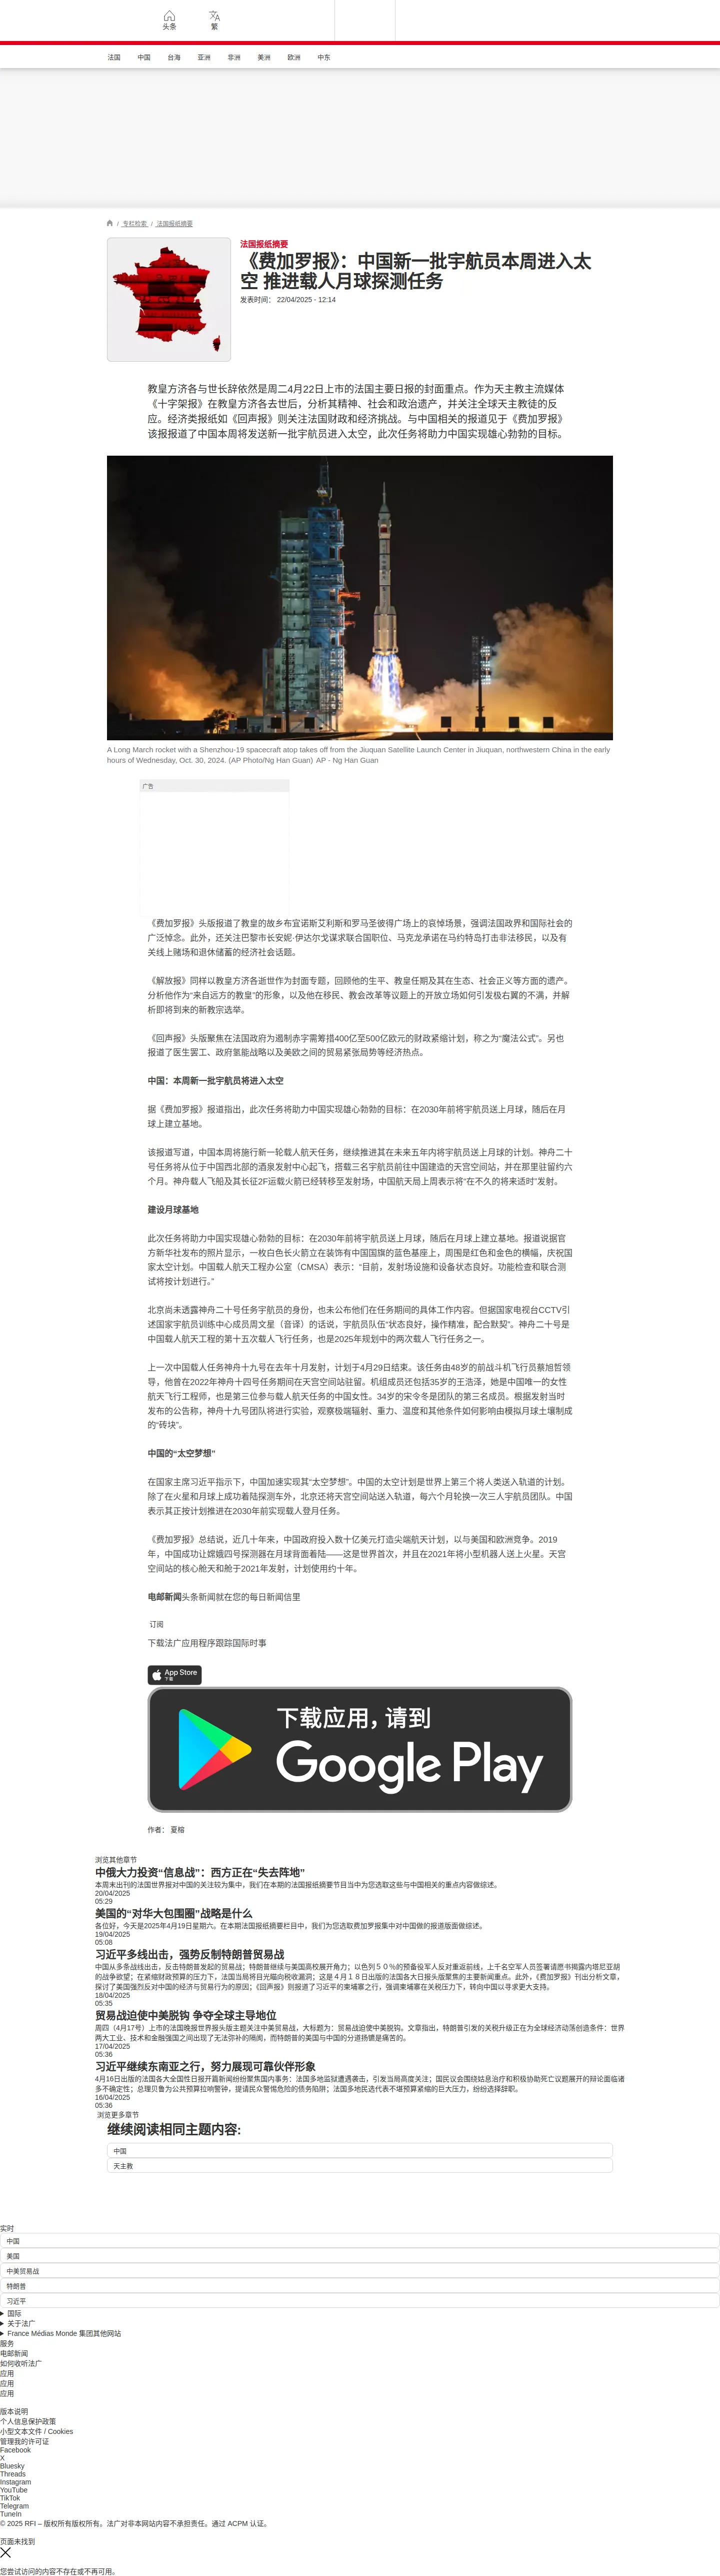 头条
繁
法国
中国
台海
亚洲
非洲
美洲
欧洲
中东
/ 专栏检索 / 法国报纸摘要
法国报纸摘要
《费加罗报》：中国新一批宇航员本周进入太
空 推进载人月球探测任务
发表时间： 22/04/2025 - 12:14
教皇方济各与世长辞依然是周二4月22日上市的法国主要日报的封面重点。作为天主教主流媒体
《十字架报》在教皇方济各去世后，分析其精神、社会和政治遗产，并关注全球天主教徒的反
应。经济类报纸如《回声报》则关注法国财政和经济挑战。与中国相关的报道见于《费加罗报》
该报报道了中国本周将发送新一批宇航员进入太空，此次任务将助力中国实现雄心勃勃的目标。
A Long March rocket with a Shenzhou-19 spacecraft atop takes off from the Jiuquan Satellite Launch Center in Jiuquan, northwestern China in the early
hours of Wednesday, Oct. 30, 2024. (AP Photo/Ng Han Guan) AP - Ng Han Guan
广告
《费加罗报》头版报道了教皇的故乡布宜诺斯艾利斯和罗马圣彼得广场上的哀悼场景，强调法国政界和国际社会的
广泛悼念。此外，还关注巴黎市长安妮·伊达尔戈谋求联合国职位、马克龙承诺在马约特岛打击非法移民，以及有
关线上赌场和退休储蓄的经济社会话题。
《解放报》同样以教皇方济各逝世作为封面专题，回顾他的生平、教皇任期及其在生态、社会正义等方面的遗产。
分析他作为“来自远方的教皇”的形象，以及他在移民、教会改革等议题上的开放立场如何引发极右翼的不满，并解
析即将到来的新教宗选举。
《回声报》头版聚焦在法国政府为遏制赤字需筹措400亿至500亿欧元的财政紧缩计划，称之为“魔法公式”。另也
报道了医生罢工、政府氢能战略以及美欧之间的贸易紧张局势等经济热点。
中国：本周新一批宇航员将进入太空
据《费加罗报》报道指出，此次任务将助力中国实现雄心勃勃的目标：在2030年前将宇航员送上月球，随后在月
球上建立基地。
该报道写道，中国本周将施行新一轮载人航天任务，继续推进其在未来五年内将宇航员送上月球的计划。神舟二十
号任务将从位于中国西北部的酒泉发射中心起飞，搭载三名宇航员前往中国建造的天宫空间站，并在那里驻留约六
个月。神舟载人飞船及其长征2F运载火箭已经转移至发射场，中国航天局上周表示将“在不久的将来适时”发射。
建设月球基地
此次任务将助力中国实现雄心勃勃的目标：在2030年前将宇航员送上月球，随后在月球上建立基地。报道说据官
方新华社发布的照片显示，一枚白色长火箭立在装饰有中国国旗的蓝色基座上，周围是红色和金色的横幅，庆祝国
家太空计划。中国载人航天工程办公室（CMSA）表示：“目前，发射场设施和设备状态良好。功能检查和联合测
试将按计划进行。”
北京尚未透露神舟二十号任务宇航员的身份，也未公布他们在任务期间的具体工作内容。但据国家电视台CCTV引
述国家宇航员训练中心成员周文星（音译）的话说，宇航员队伍“状态良好，操作精准，配合默契”。神舟二十号是
中国载人航天工程的第十五次载人飞行任务，也是2025年规划中的两次载人飞行任务之一。
上一次中国载人任务神舟十九号在去年十月发射，计划于4月29日结束。该任务由48岁的前战斗机飞行员蔡旭哲领
导，他曾在2022年神舟十四号任务期间在天宫空间站驻留。机组成员还包括35岁的王浩泽，她是中国唯一的女性
航天飞行工程师，也是第三位参与载人航天任务的中国女性。34岁的宋令冬是团队的第三名成员。根据发射当时
发布的公告称，神舟十九号团队将进行实验，观察极端辐射、重力、温度和其他条件如何影响由模拟月球土壤制成
的“砖块”。
中国的“太空梦想”
在国家主席习近平指示下，中国加速实现其“太空梦想”。中国的太空计划是世界上第三个将人类送入轨道的计划。
除了在火星和月球上成功着陆探测车外，北京还将天宫空间站送入轨道，每六个月轮换一次三人宇航员团队。中国
表示其正按计划推进在2030年前实现载人登月任务。
《费加罗报》总结说，近几十年来，中国政府投入数十亿美元打造尖端航天计划，以与美国和欧洲竞争。2019
年，中国成功让嫦娥四号探测器在月球背面着陆——这是世界首次，并且在2021年将小型机器人送上火星。天宫
空间站的核心舱天和舱于2021年发射，计划使用约十年。
电邮新闻头条新闻就在您的每日新闻信里
订阅
下载法广应用程序跟踪国际时事
App Store
下载
下载应用，请到
Google Play
作者： 夏榕
浏览其他章节
中俄大力投资“信息战”：西方正在“失去阵地”
本周末出刊的法国世界报对中国的关注较为集中，我们在本期的法国报纸摘要节目当中为您选取这些与中国相关的重点内容做综述。
20/04/2025
05:29
美国的“对华大包围圈”战略是什么
各位好，今天是2025年4月19日星期六。在本期法国报纸摘要栏目中，我们为您选取费加罗报集中对中国做的报道版面做综述。
19/04/2025
05:08
习近平多线出击，强势反制特朗普贸易战
中国从多条战线出击，反击特朗普发起的贸易战；特朗普继续与美国高校展开角力；以色列５０％的预备役军人反对重返前线，上千名空军人员签署请愿书揭露内塔尼亚胡
的战争欲望；在紧缩财政预算的压力下，法国当局将目光瞄向税收漏洞；这是４月１８日出版的法国各大日报头版聚焦的主要新闻重点。此外，《费加罗报》刊出分析文章，
探讨了美国强烈反对中国的经济与贸易行为的原因；《回声报》则报道了习近平的柬埔寨之行，强调柬埔寨在关税压力下，转向中国以寻求更大支持。
18/04/2025
05:35
贸易战迫使中美脱钩 争夺全球主导地位
周四（4月17号）上市的法国晚报世界报头版主题关注中美贸易战，大标题为：贸易战迫使中美脱钩。文章指出，特朗普引发的关税升级正在为全球经济动荡创造条件：世界
两大工业、技术和金融强国之间出现了无法弥补的隔阂，而特朗普的美国与中国的分道扬镳是痛苦的。
17/04/2025
05:36
习近平继续东南亚之行，努力展现可靠伙伴形象
4月16日出版的法国各大全国性日报开篇新闻纷纷聚焦国内事务：法国多地监狱遭遇袭击，引发当局高度关注；国民议会围绕姑息治疗和积极协助死亡议题展开的辩论面临诸
多不确定性；总理贝鲁为公共预算拉响警钟，提请民众警惕危险的债务陷阱；法国多地民选代表不堪预算紧缩的巨大压力，纷纷选择辞职。
16/04/2025
05:36
浏览更多章节
继续阅读相同主题内容:
中国
天主教
实时
中国
美国
中美贸易战
特朗普
习近平
国际
关于法广
France Médias Monde 集团其他网站
服务
电邮新闻
如何收听法广
应用
应用
应用
版本说明
个人信息保护政策
小型文本文件 / Cookies
管理我的许可证
Facebook
X
Bluesky
Threads
Instagram
YouTube
TikTok
Telegram
TuneIn
© 2025 RFI – 版权所有版权所有。法广对非本网站内容不承担责任。通过 ACPM 认证。
页面未找到
您尝试访问的内容不存在或不再可用。